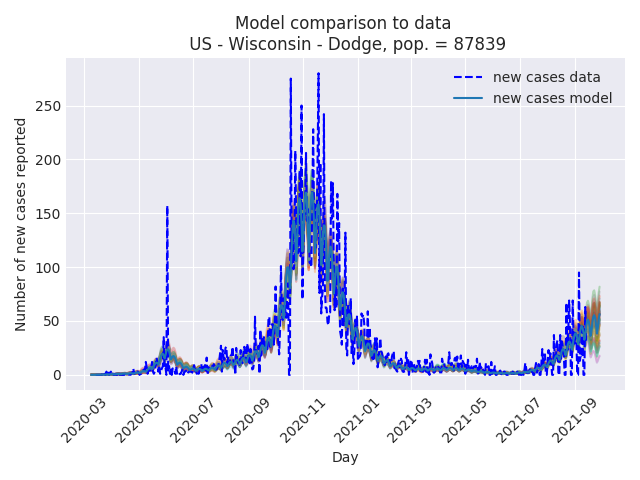 Model comparison to data
US - Wisconsin - Dodge, pop. = 87839
new cases data
new cases model
Number of new cases reported
250
200
150
100
50
0
2020-03
2020-05
2020-07
2020-09
2020-11
2021-01
2021-03
2021-05
2021-07
2021-09
Day